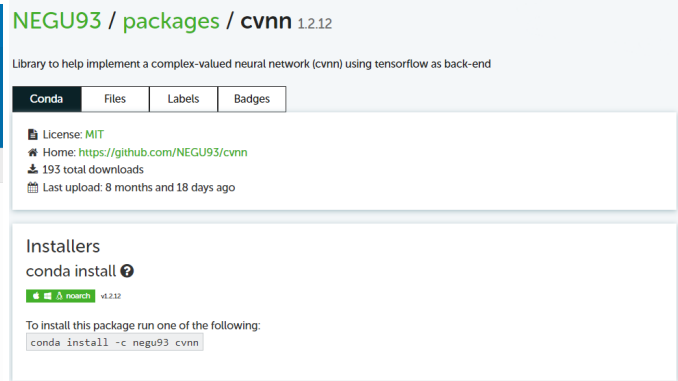 NEGU93 / packages / cvnn 1.2.12
Library to help implement a complex-valued neural network (cvnn) using tensorflow as back-end
Conda Files Labels Badges
License: MIT
Home: https://github.com/NEGU93/cvnn
193 total downloads
Last upload: 8 months and 18 days ago
Installers
conda install ?
noarch v1.2.12
To install this package run one of the following:
conda install -c negu93 cvnn